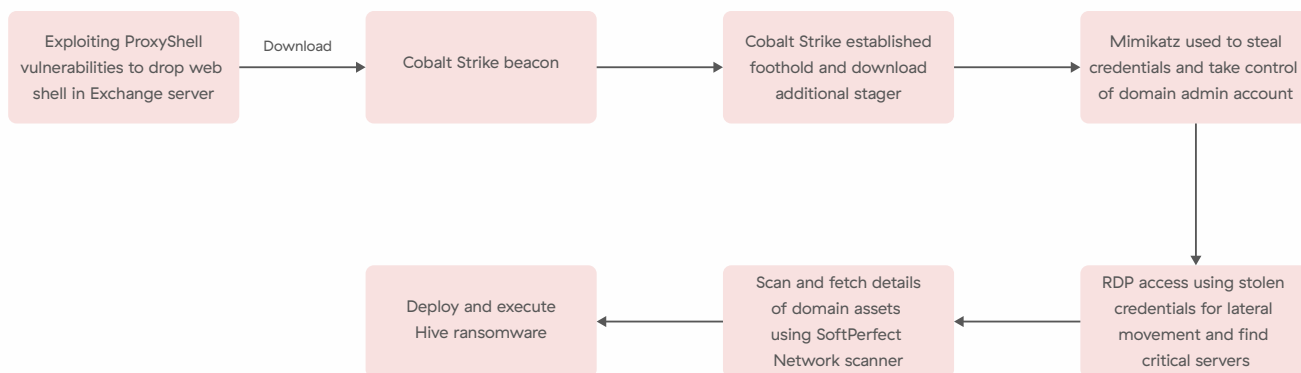 Exploiting ProxyShell
vulnerabilities to drop web
shell in Exchange server
Download
Cobalt Strike beacon
Cobalt Strike established
foothold and download
additional stager
Mimikatz used to steal
credentials and take control
of domain admin account
RDP access using stolen
credentials for lateral
movement and find
critical servers
Scan and fetch details
of domain assets
using SoftPerfect
Network scanner
Deploy and execute
Hive ransomware